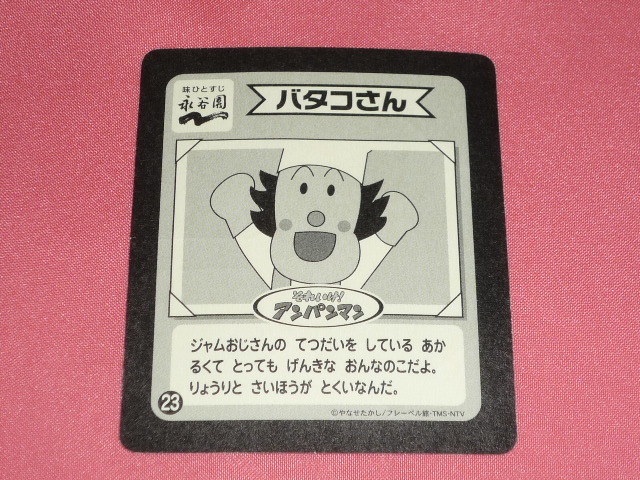 味ひとすじ
永谷園
バタコさん
それいけ!
アンパンマン
ジャムおじさんの てつだいを している あか
るくて とっても げんきな おんなのこだよ。
りょうりと さいほうが とくいなんだ。
23
©やなせたかし/フレーベル館・TMS・NTV